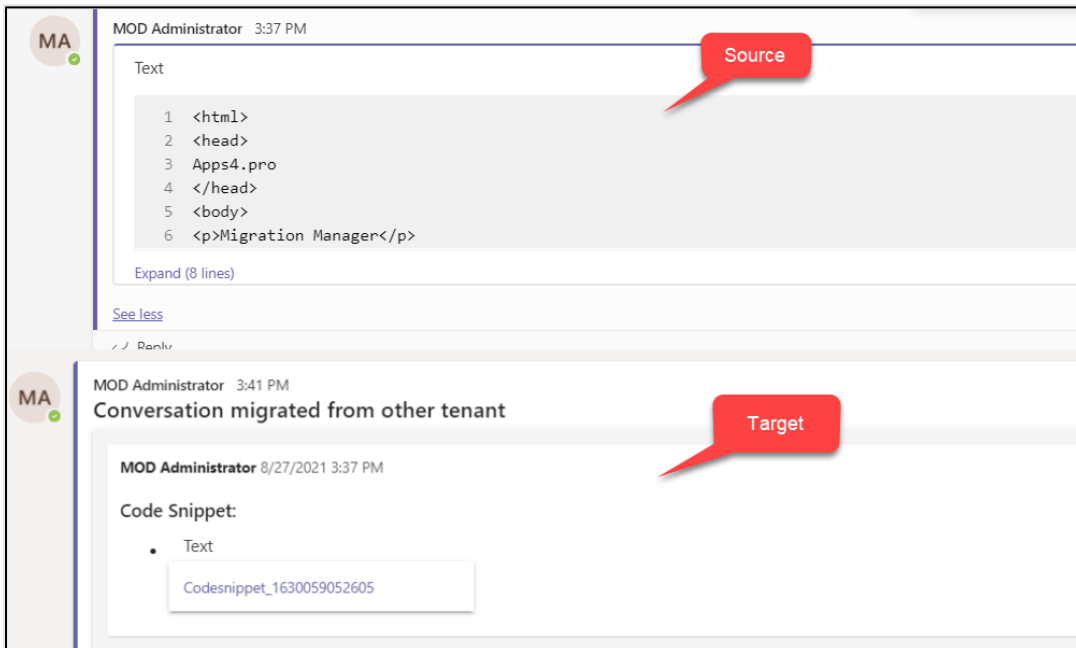 MA
MOD Administrator 3:37 PM
Source
Text
1 <html>
2 <head>
3 Apps4.pro
4 </head>
5 <body>
6 <p>Migration Manager</p>
Expand (8 lines)
See less
Reply
MA
MOD Administrator 3:41 PM
Conversation migrated from other tenant
Target
MOD Administrator 8/27/2021 3:37 PM
Code Snippet:
• Text
Codesnippet_1630059052605